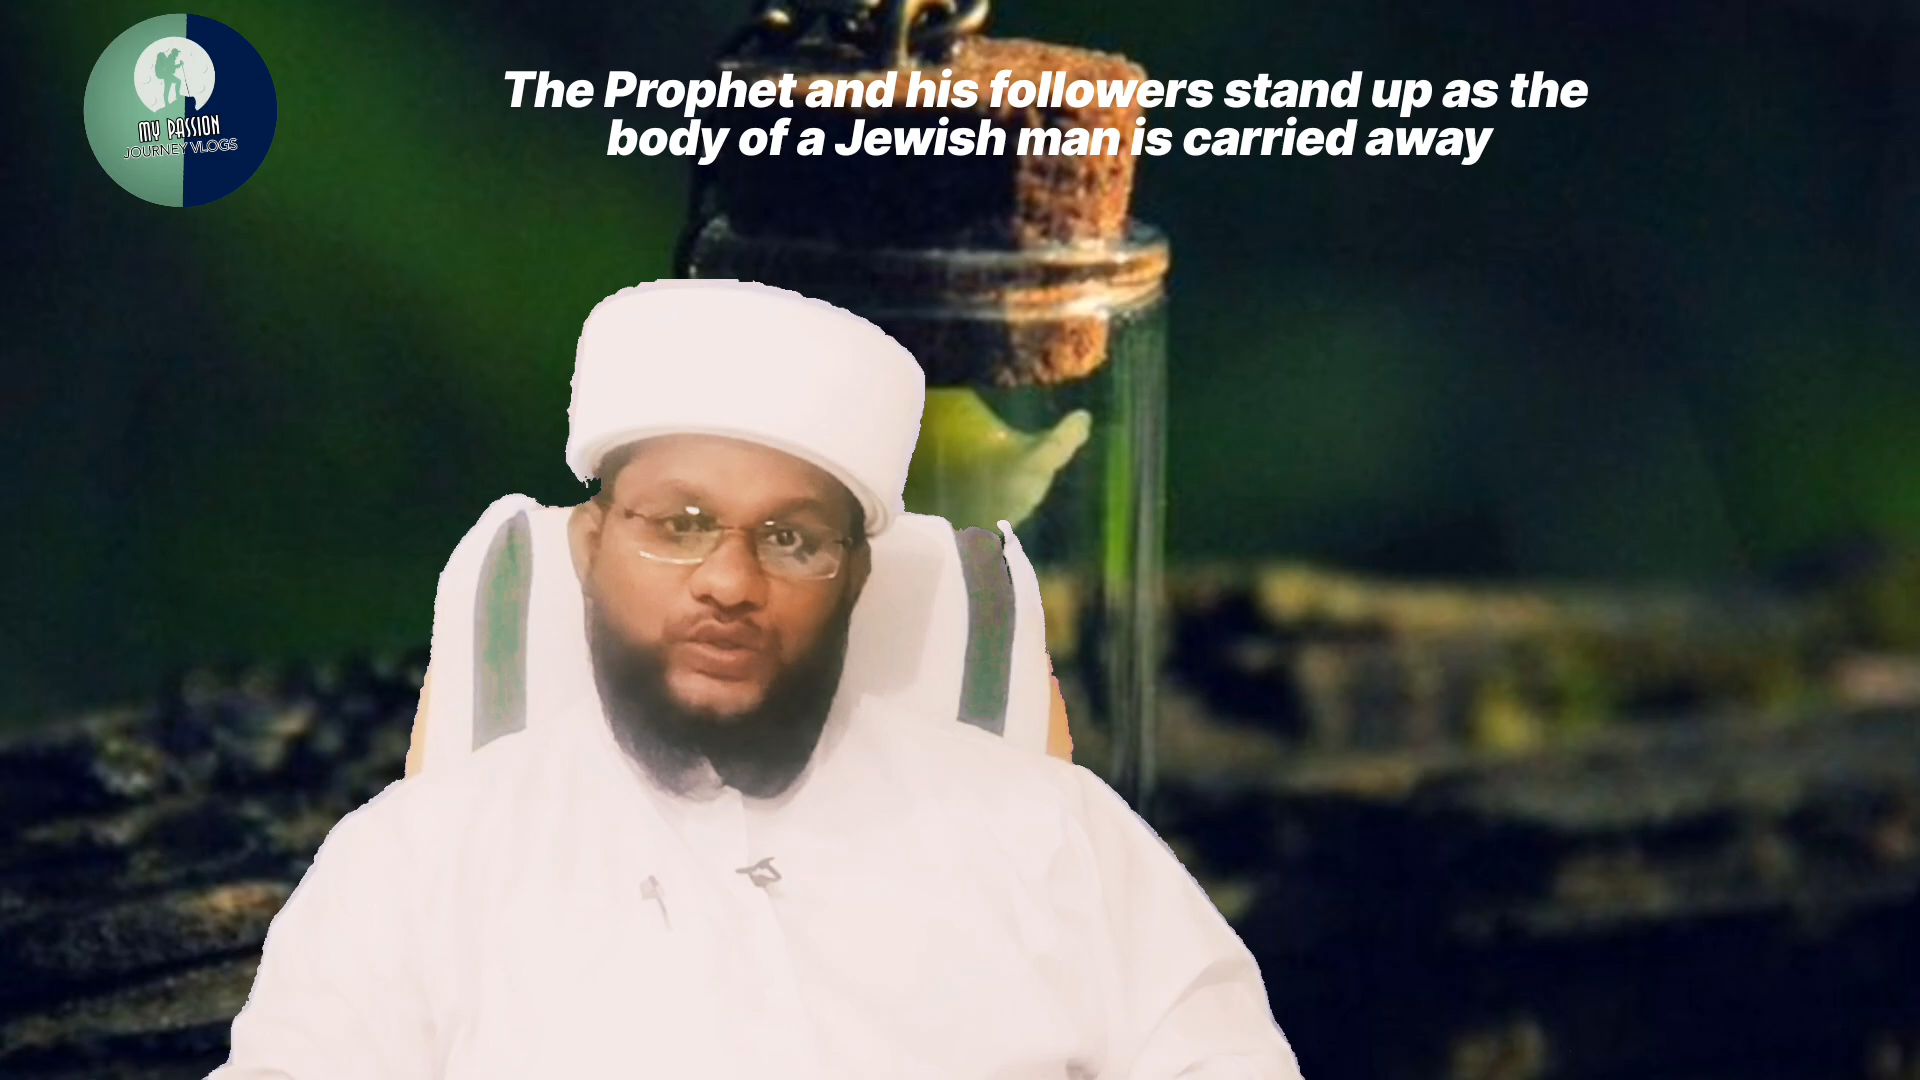 MY PASSION
JOURNEY VLOGS
The Prophet and his followers stand up as the
body of a Jewish man is carried away